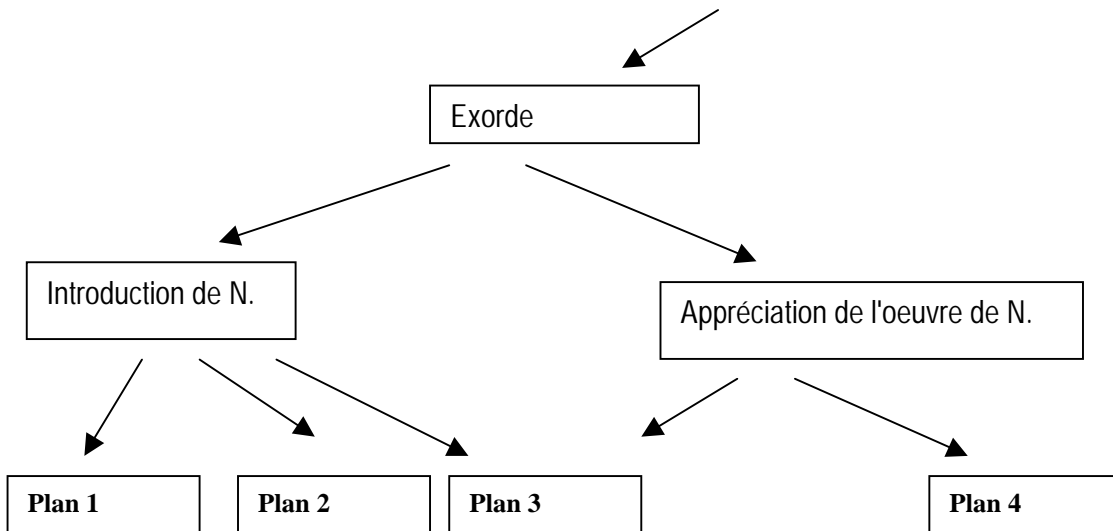 Exorde
Introduction de N.
Appréciation de l'oeuvre de N.
Plan 1
Plan 2
Plan 3
Plan 4